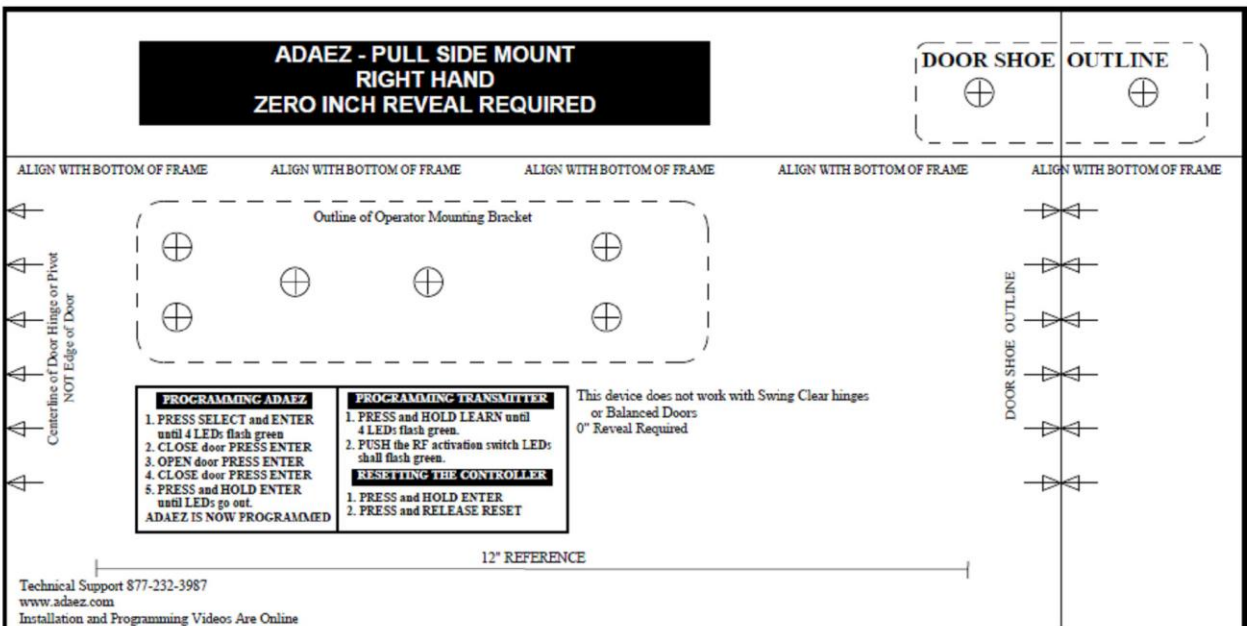 ADAEZ - PULL SIDE MOUNT
RIGHT HAND
ZERO INCH REVEAL REQUIRED
DOOR SHOE OUTLINE
ALIGN WITH BOTTOM OF FRAME
ALIGN WITH BOTTOM OF FRAME
ALIGN WITH BOTTOM OF FRAME
ALIGN WITH BOTTOM OF FRAME
ALIGN WITH BOTTOM OF FRAME
Outline of Operator Mounting Bracket
Centerline of Door Hinge or Pivot
NOT Edge of Door
DOOR SHOE OUTLINE
PROGRAMMING ADAEZ
1. PRESS SELECT and ENTER
until 4 LEDs flash green
2. CLOSE door PRESS ENTER
3. OPEN door PRESS ENTER
4. CLOSE door PRESS ENTER
5. PRESS and HOLD ENTER
until LEDs go out.
ADAEZ IS NOW PROGRAMMED
PROGRAMMING TRANSMITTER
1. PRESS and HOLD LEARN until
4 LEDs flash green.
2. PUSH the RF activation switch LEDs
shall flash green.
RESETTING THE CONTROLLER
1. PRESS and HOLD ENTER
2. PRESS and RELEASE RESET
This device does not work with Swing Clear hinges
or Balanced Doors
0" Reveal Required
12" REFERENCE
Technical Support 877-232-3987
www.adaez.com
Installation and Programming Videos Are Online